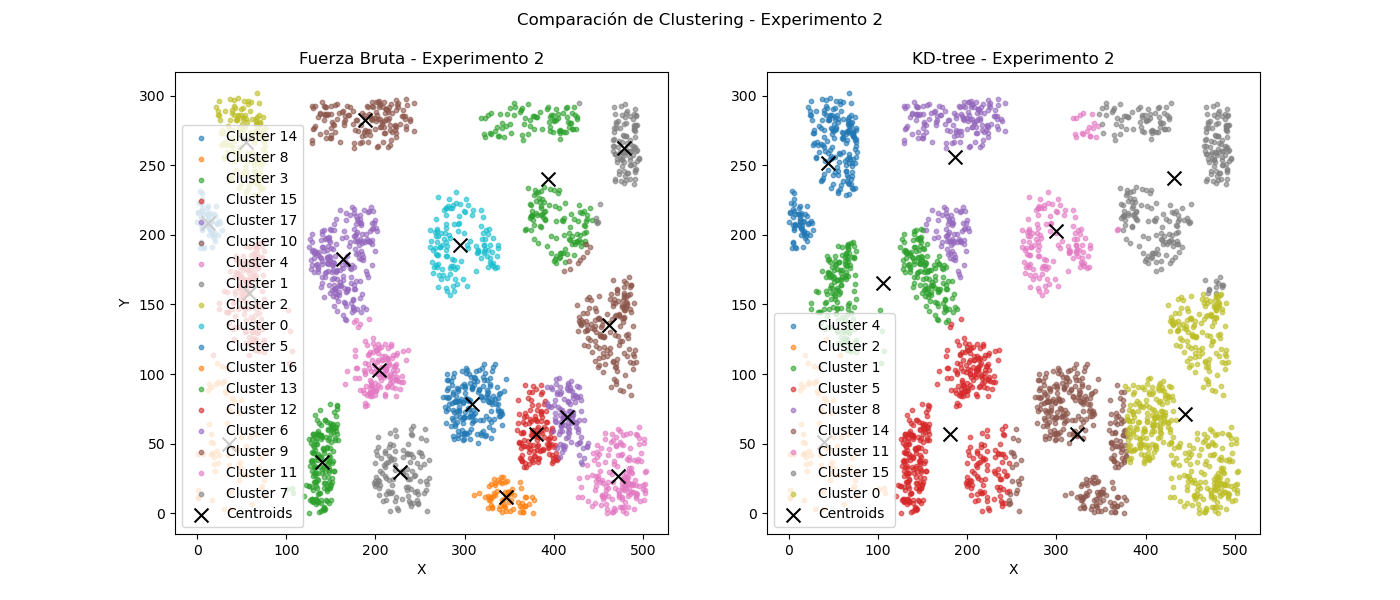 Comparación de Clustering - Experimento 2
Fuerza Bruta - Experimento 2
Y
300
250
200
150
100
50
0
Cluster 14
Cluster 8
Cluster 3
Cluster 15
Cluster 17
Cluster 10
Cluster 4
Cluster 1
Cluster 2
Cluster 0
Cluster 5
Cluster 16
Cluster 13
Cluster 12
Cluster 6
Cluster 9
Cluster 11
Cluster 7
Centroids
0 100 200 300 400 500
X
KD-tree - Experimento 2
300
250
200
150
100
50
0
Cluster 4
Cluster 2
Cluster 1
Cluster 5
Cluster 8
Cluster 14
Cluster 11
Cluster 15
Cluster 0
Centroids
0 100 200 300 400 500
X